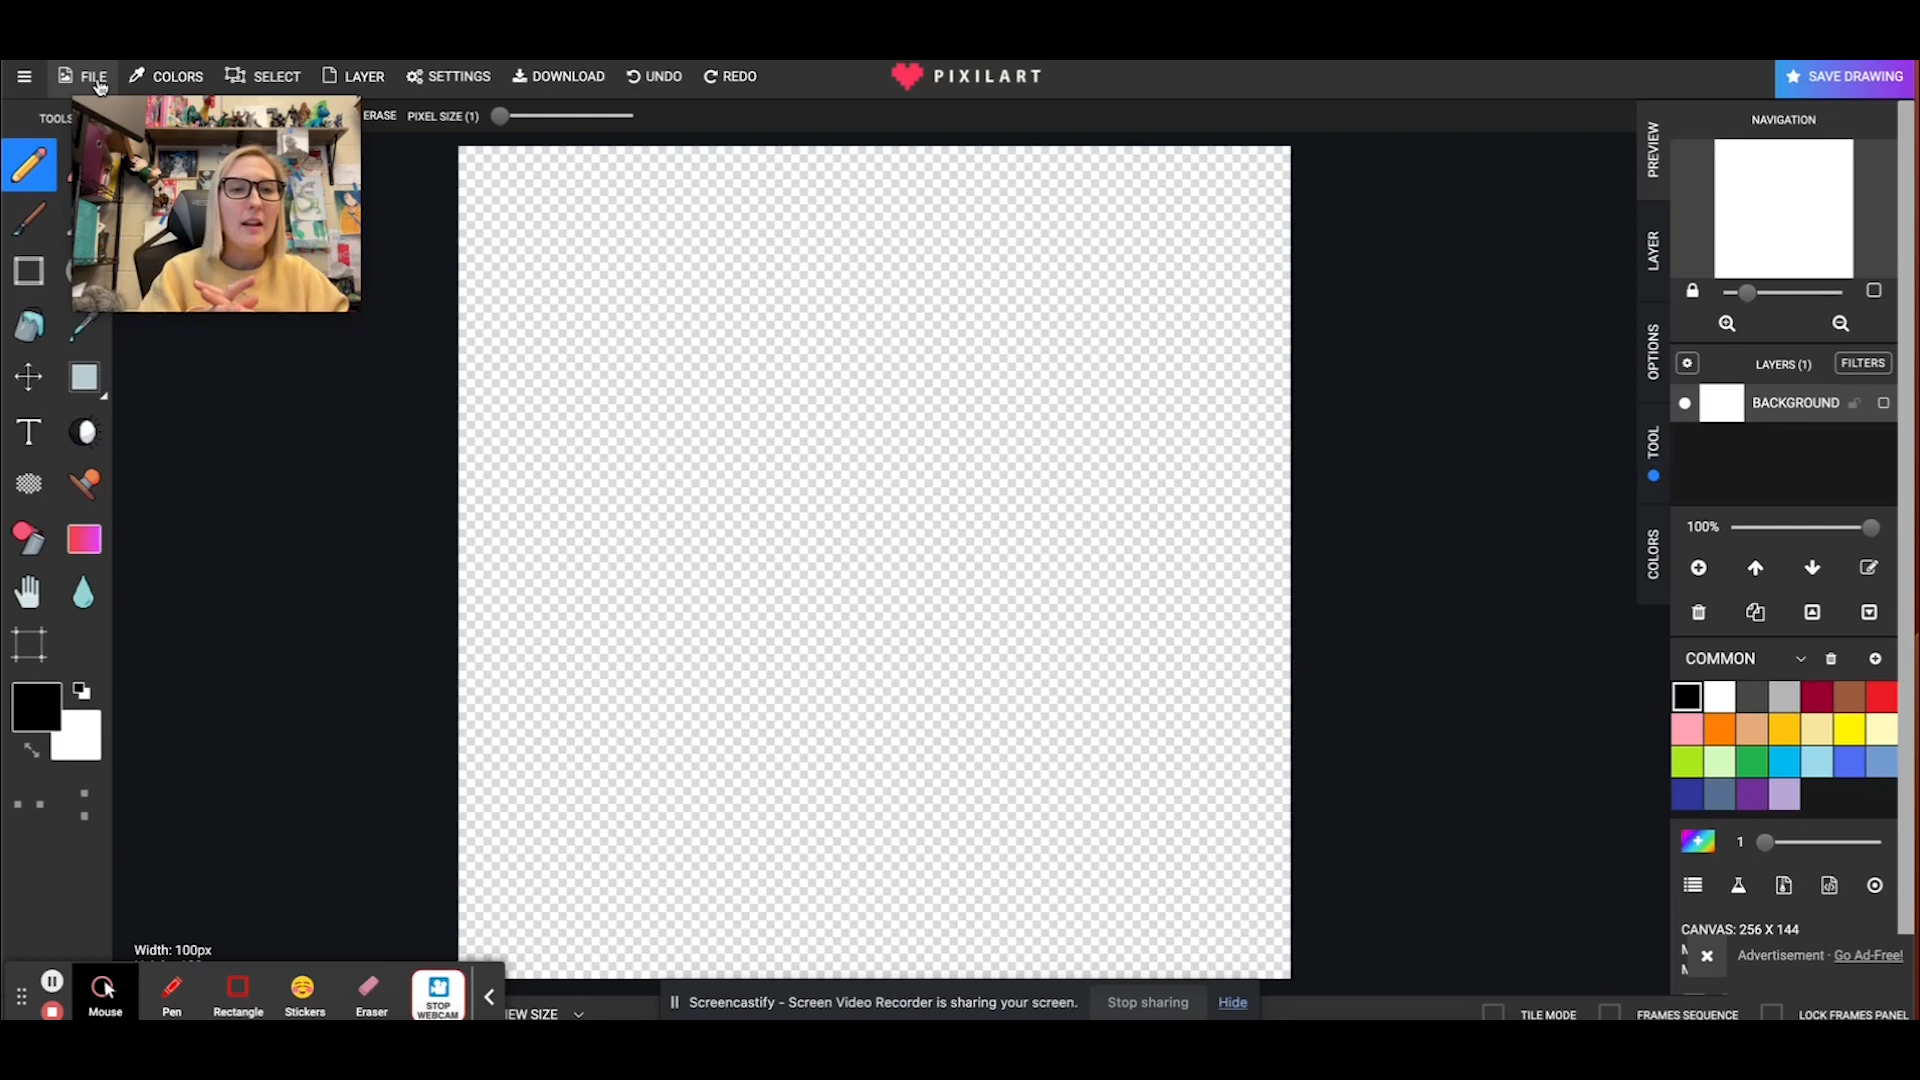 FILE COLORS SELECT LAYER SETTINGS DOWNLOAD UNDO REDO PIXILART SAVE DRAWING
TOOLS
ERASE PIXEL SIZE (1)
NAVIGATION
PREVIEW
LAYER
OPTIONS
TOOL
COLORS
LAYERS (1) FILTERS
BACKGROUND
100%
COMMON
1
CANVAS: 256 X 144
Advertisement · Go Ad-Free!
Width: 100px
Mouse Pen Rectangle Stickers Eraser
STOP
WEBCAM
Screencastify - Screen Video Recorder is sharing your screen. Stop sharing Hide
TILE MODE FRAMES SEQUENCE LOCK FRAMES PANEL